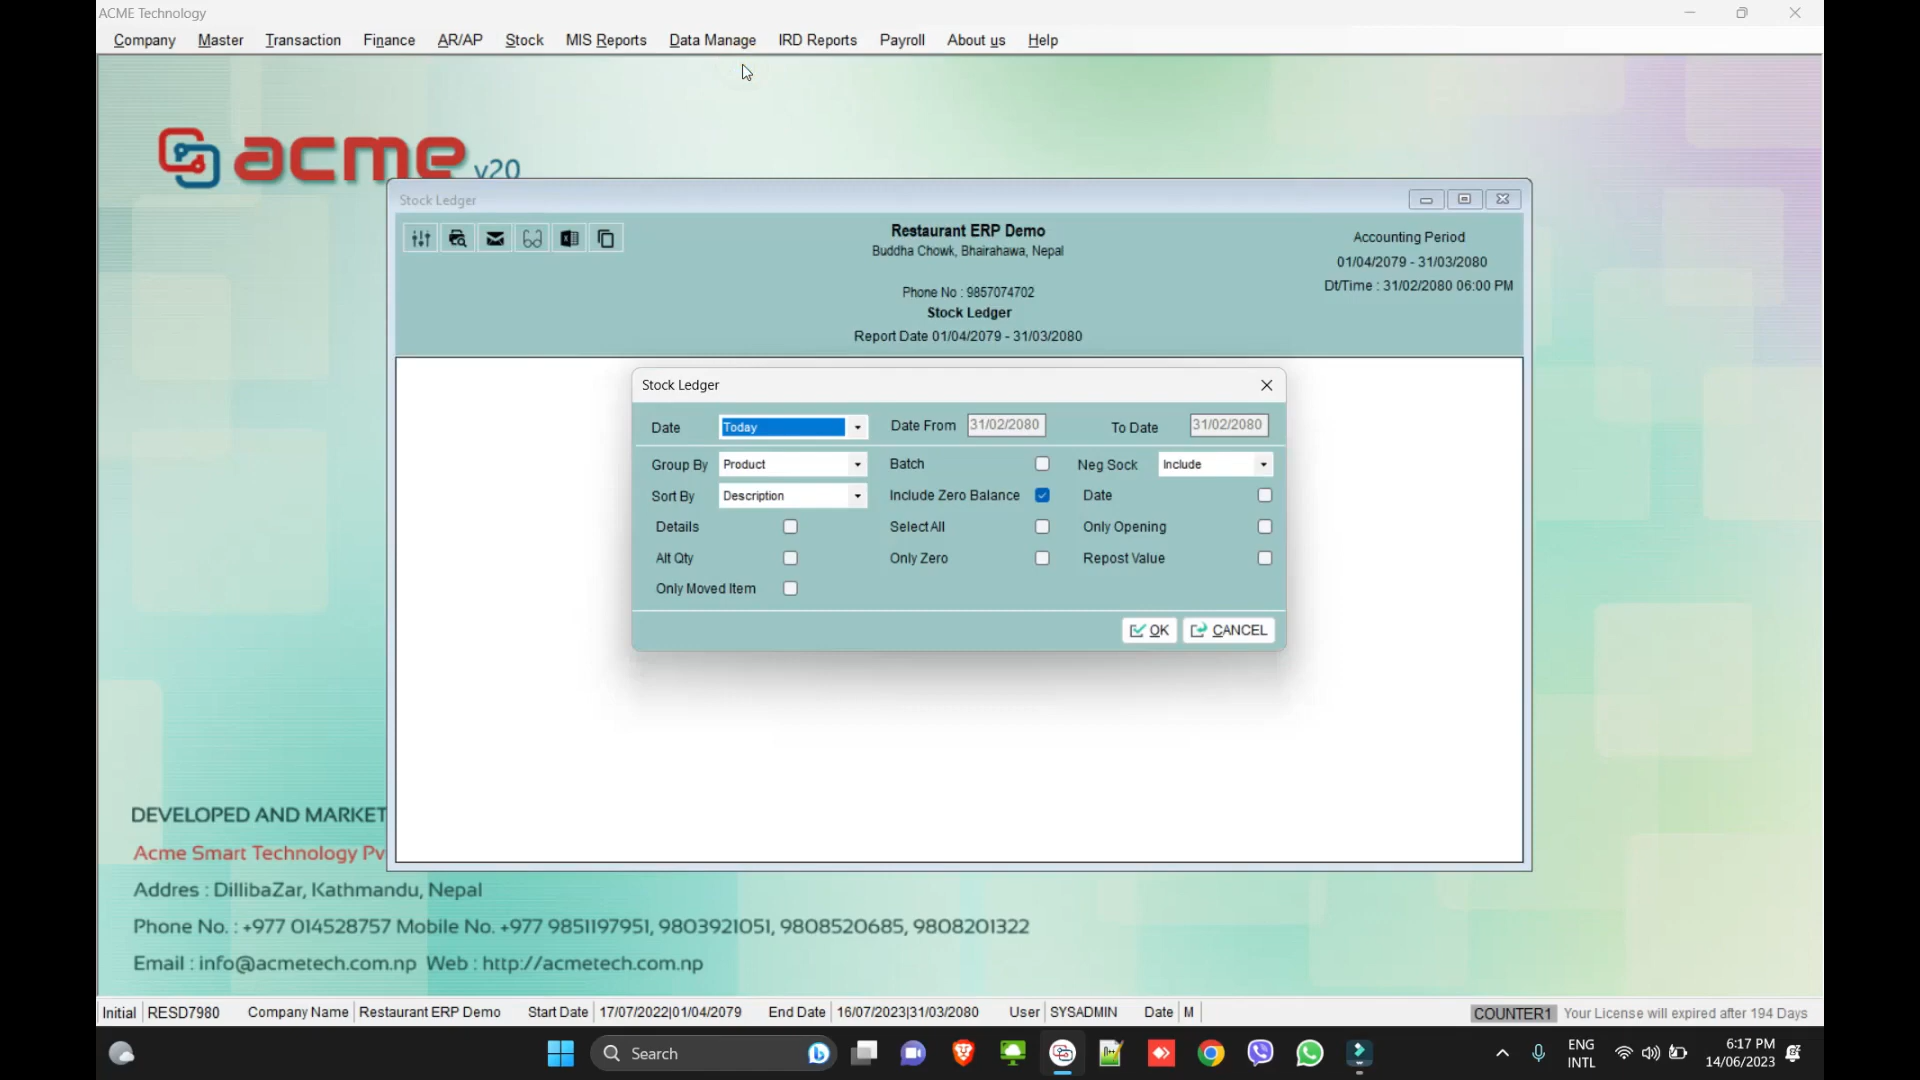 ACME Technology
Company Master Transaction Finance AR/AP Stock MIS Reports Data Manage IRD Reports Payroll About us Help
acme v20
Stock Ledger
Restaurant ERP Demo
Buddha Chowk, Bhairahawa, Nepal
Phone No : 9857074702
Stock Ledger
Report Date 01/04/2079 - 31/03/2080
Accounting Period
01/04/2079 - 31/03/2080
Dt/Time : 31/02/2080 06:00 PM
Stock Ledger
Date Today Date From 31/02/2080 To Date 31/02/2080
Group By Product Batch Neg Sock Include
Sort By Description Include Zero Balance Date
Details Select All Only Opening
Alt Qty Only Zero Repost Value
Only Moved Item
OK CANCEL
DEVELOPED AND MARKET
Acme Smart Technology Pv
Addres : DillibaZar, Kathmandu, Nepal
Phone No. : +977 014528757 Mobile No. +977 9851197951, 9803921051, 9808520685, 9808201322
Email : info@acmetech.com.np Web : http://acmetech.com.np
Initial RESD7980 Company Name Restaurant ERP Demo Start Date 17/07/2022|01/04/2079 End Date 16/07/2023|31/03/2080 User SYSADMIN Date M COUNTER1 Your License will expired after 194 Days
Search
ENG
INTL
6:17 PM
14/06/2023